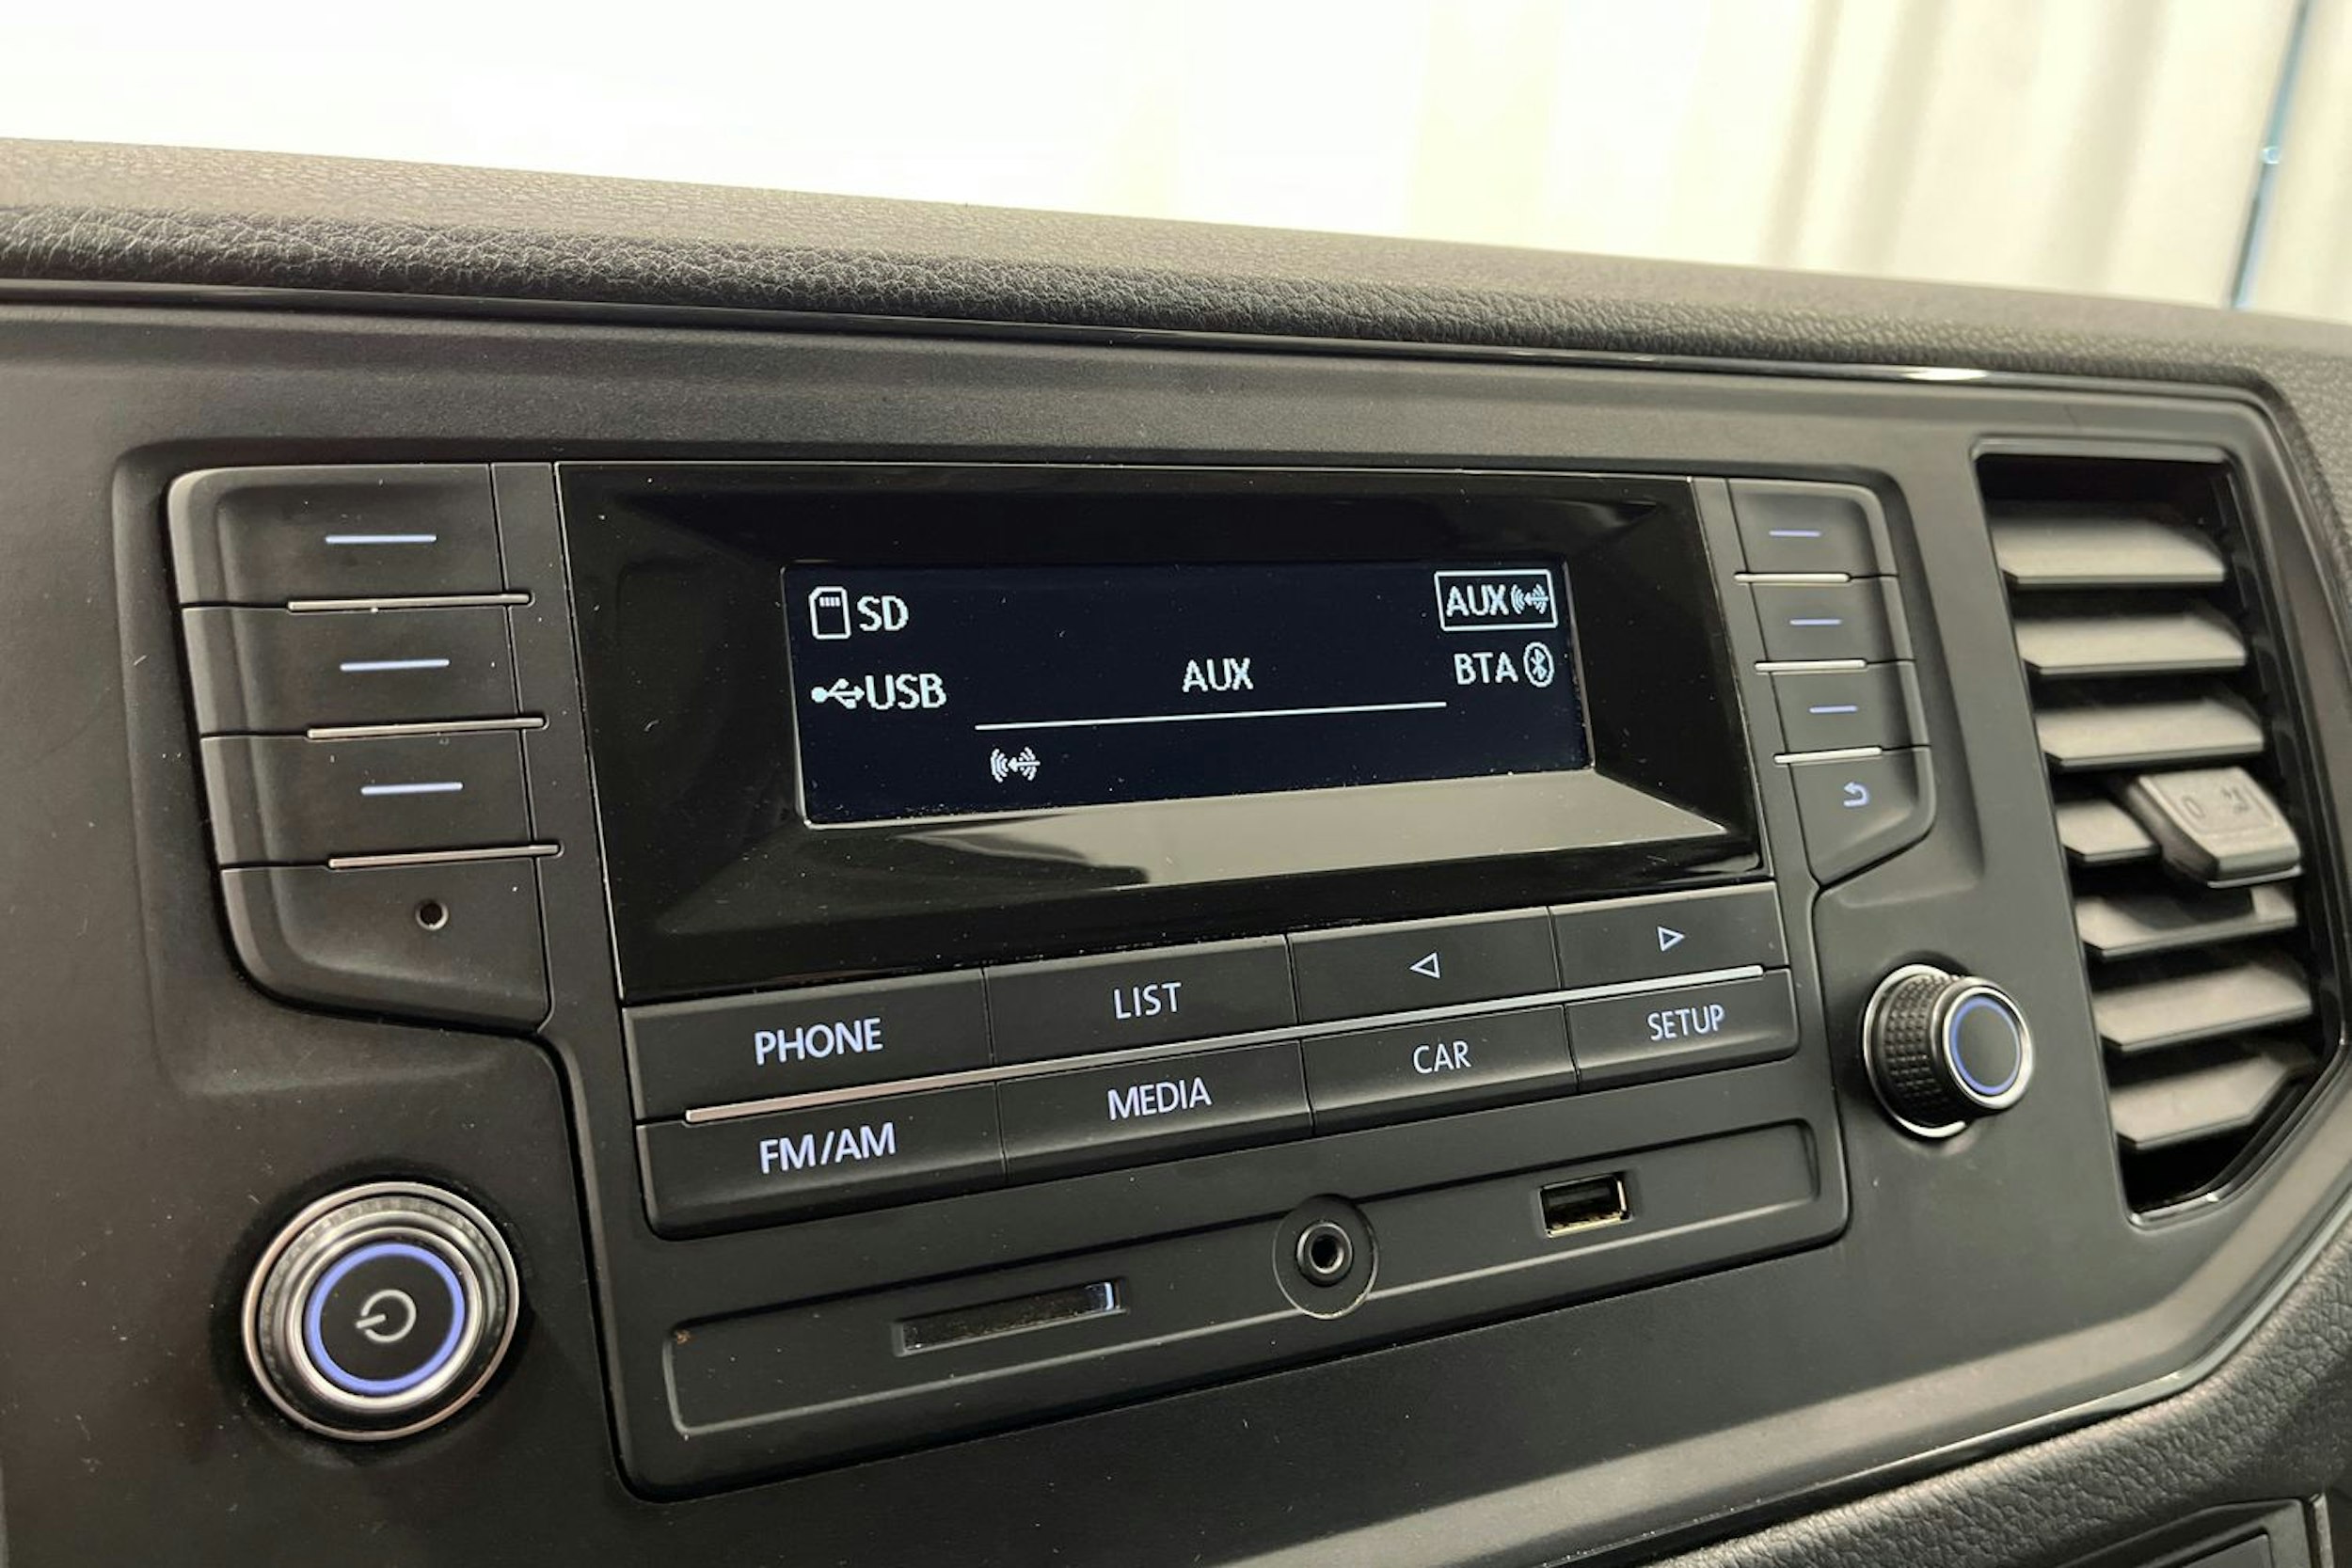 SD
AUX
USB
AUX
BTA
PHONE
LIST
FM/AM
MEDIA
CAR
SETUP